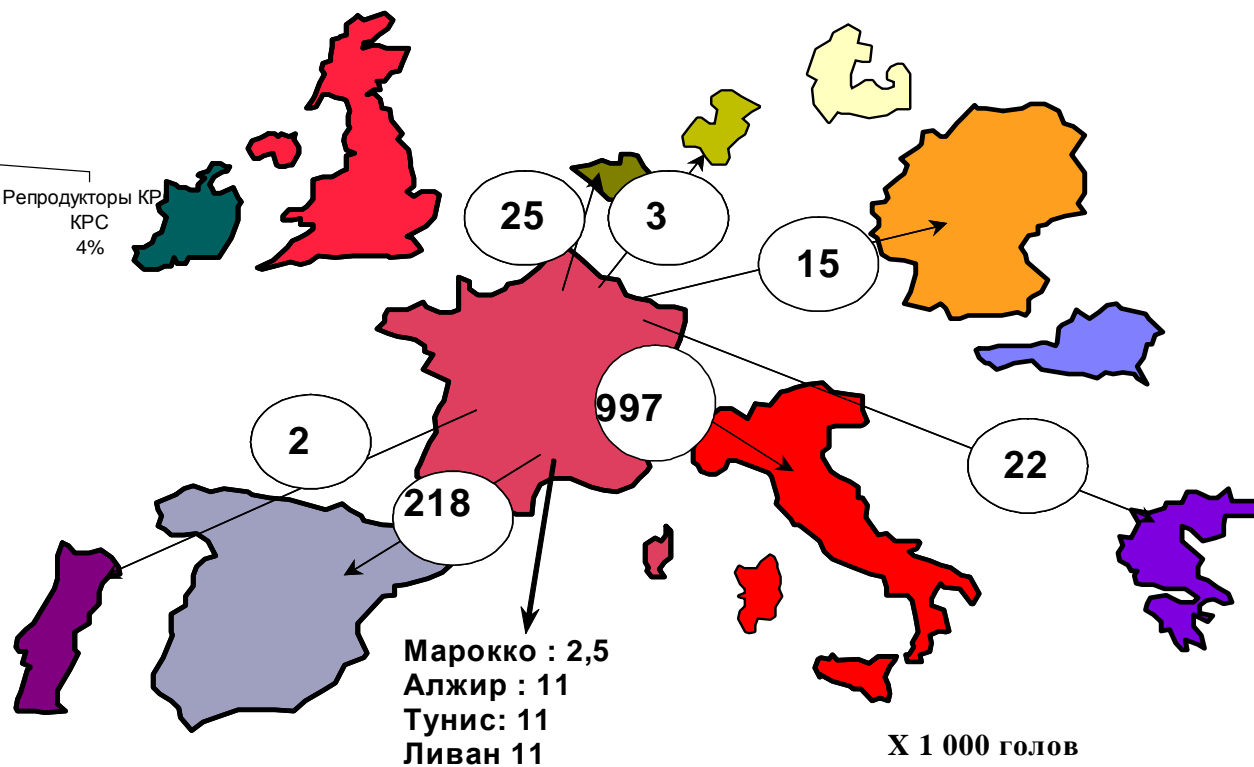 Репродукторы КР
КРС
4%
25
3
15
997
2
22
218
Марокко : 2,5
Алжир : 11
Тунис: 11
Ливан 11
X 1 000 голов